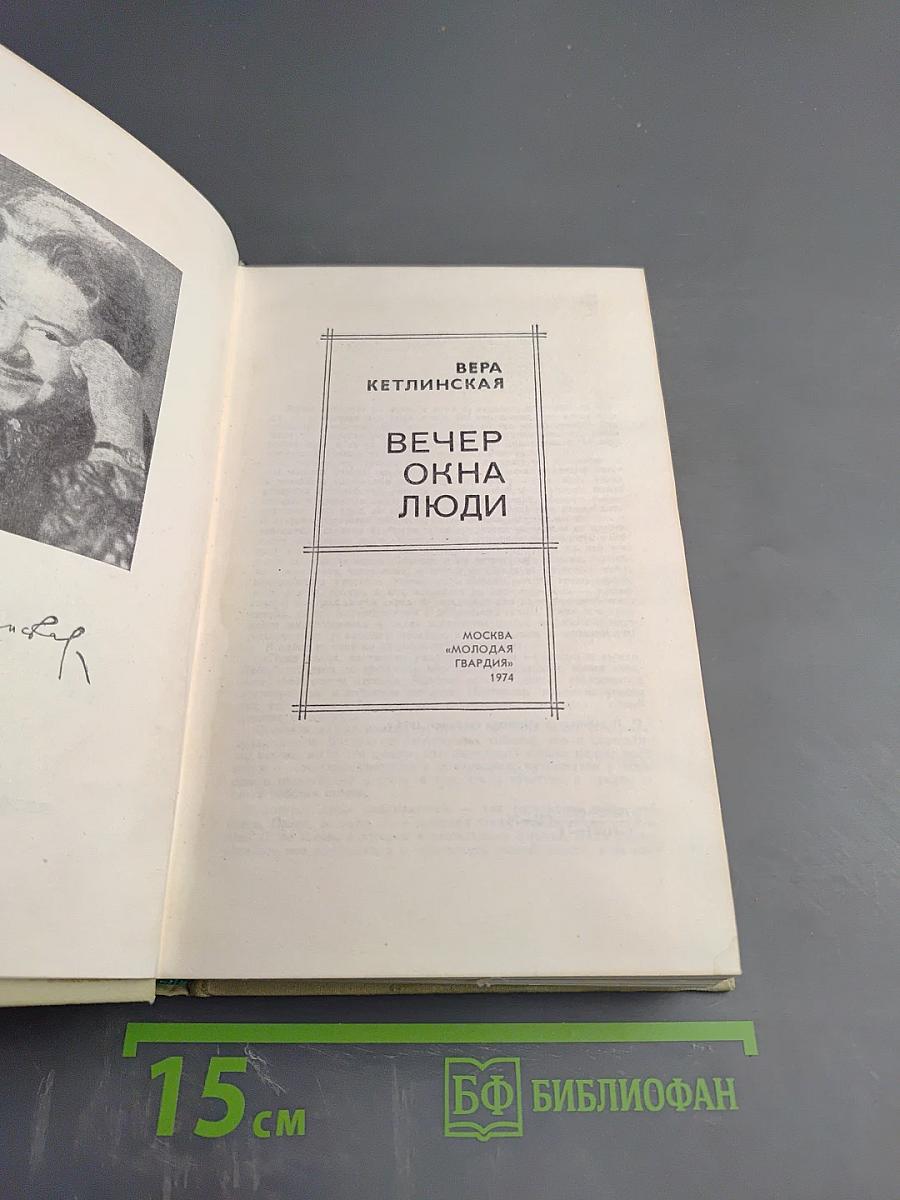 ВЕРА
КЕТЛИНСКАЯ
ВЕЧЕР
ОКНА
ЛЮДИ
МОСКВА
«МОЛОДАЯ
ГВАРДИЯ»
1974
15 СМ
БФ БИБЛИОФАН